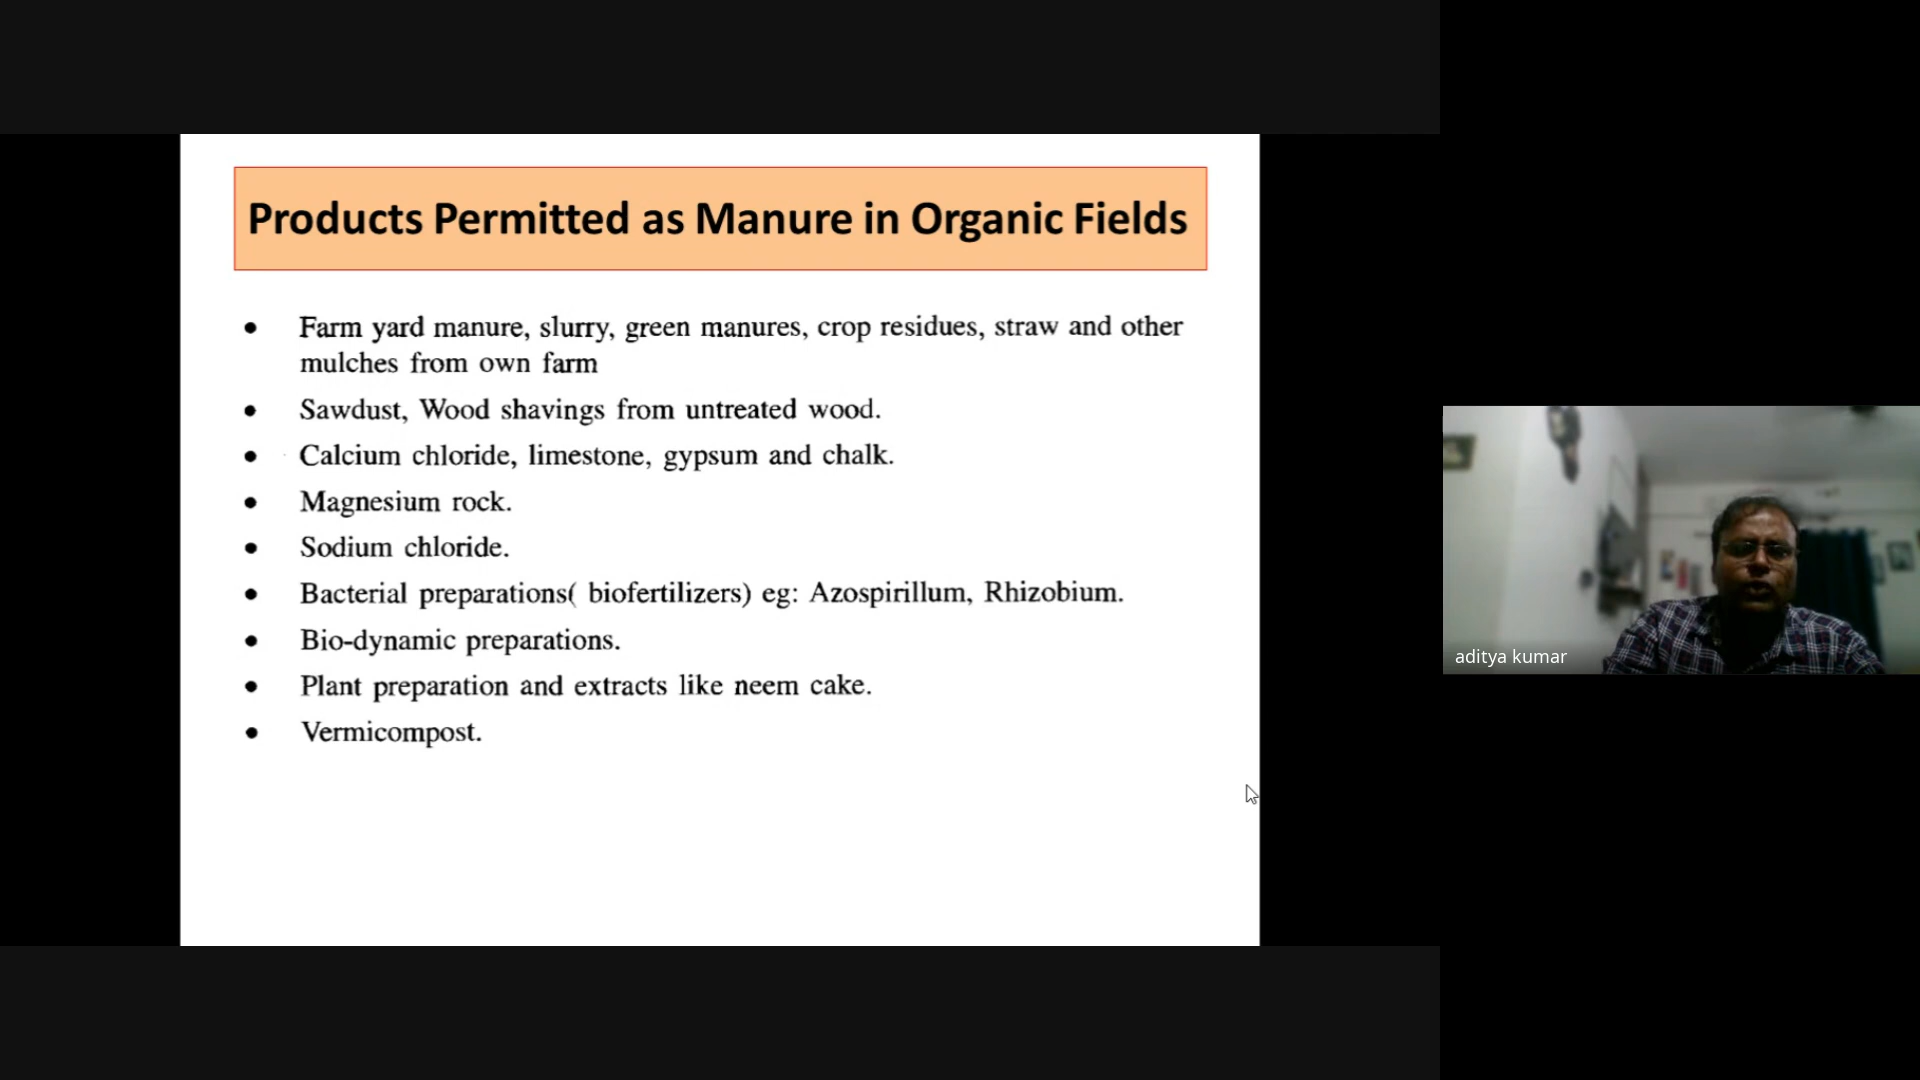 Products Permitted as Manure in Organic Fields
• Farm yard manure, slurry, green manures, crop residues, straw and other
mulches from own farm
• Sawdust, Wood shavings from untreated wood.
• Calcium chloride, limestone, gypsum and chalk.
• Magnesium rock.
• Sodium chloride.
• Bacterial preparations( biofertilizers) eg: Azospirillum, Rhizobium.
• Bio-dynamic preparations.
• Plant preparation and extracts like neem cake.
• Vermicompost.
aditya kumar